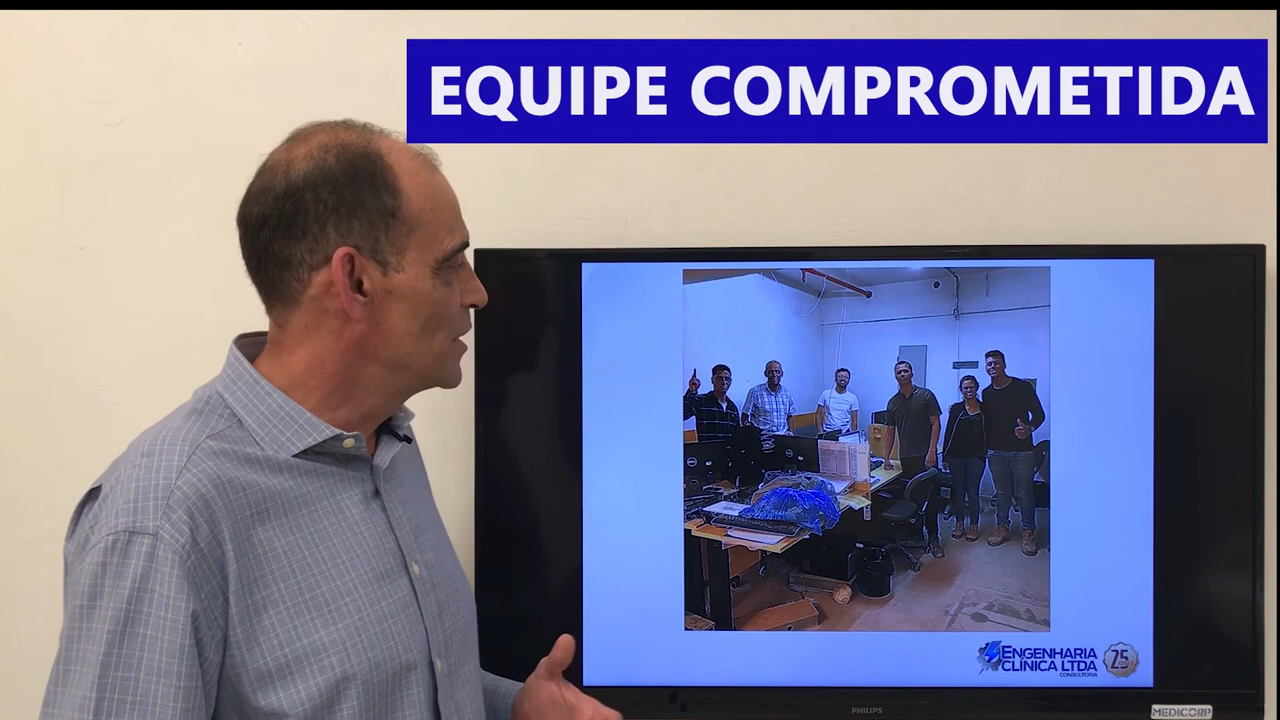 EQUIPE COMPROMETIDA
ENGENHARIA
CLÍNICA LTDA
CONSULTORIA
25
PHILIPS
MEDICORP